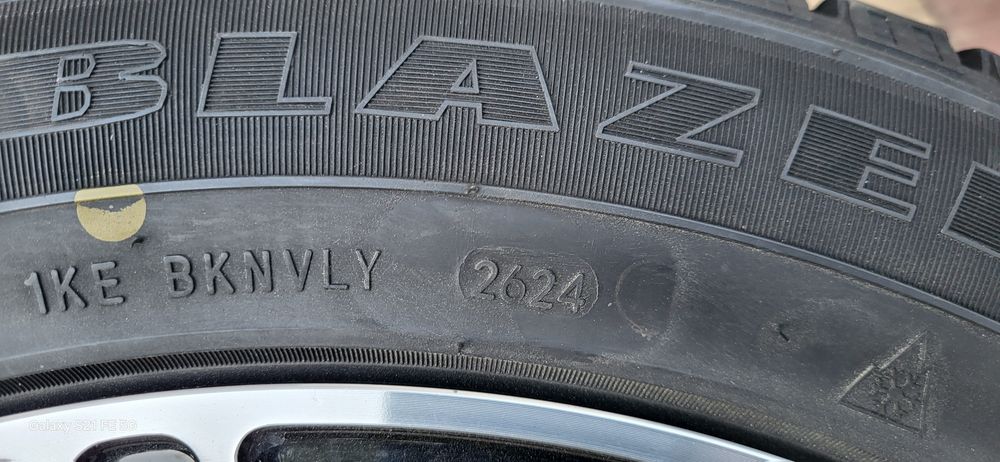 BLAZE
1KE BKNVLY 2624
Galaxy S21 FE 5G